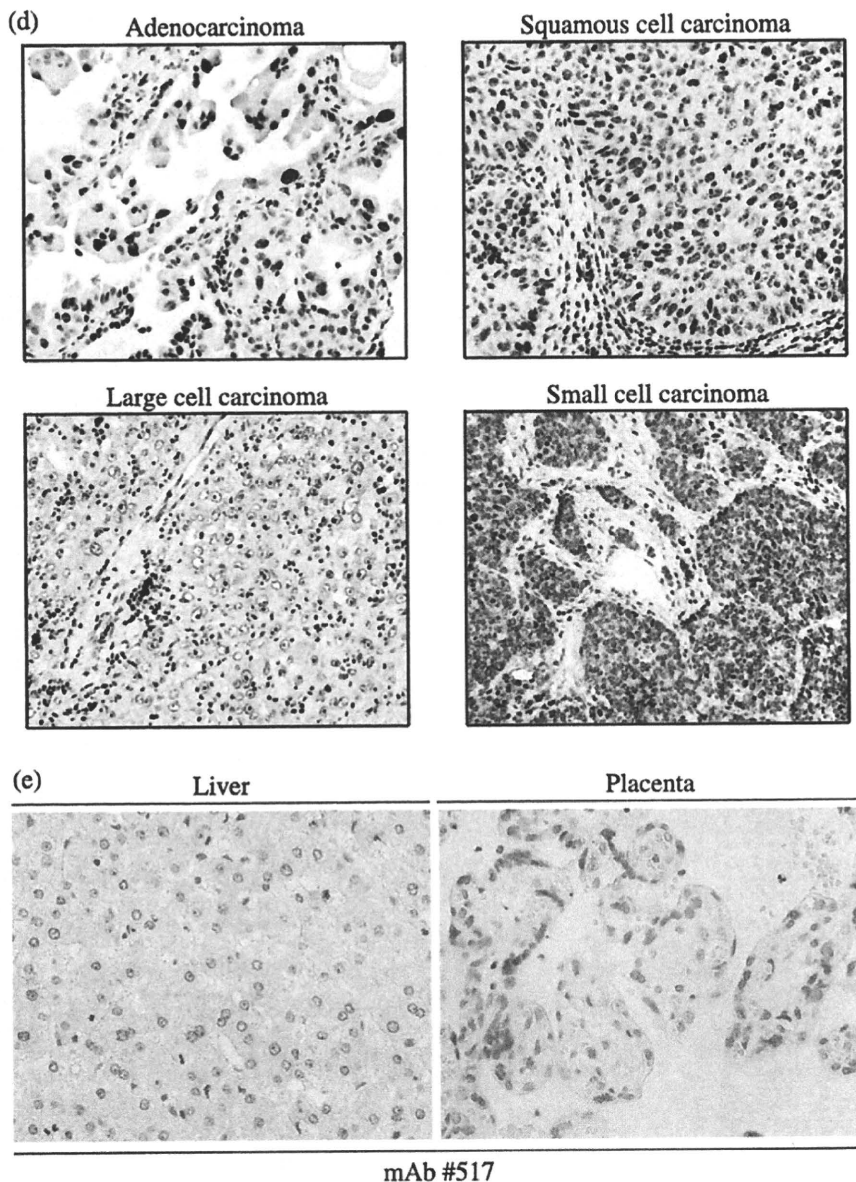 (d)
Adenocarcinoma
Squamous cell carcinoma
Large cell carcinoma
Small cell carcinoma
(e)
Liver
Placenta
mAb #517